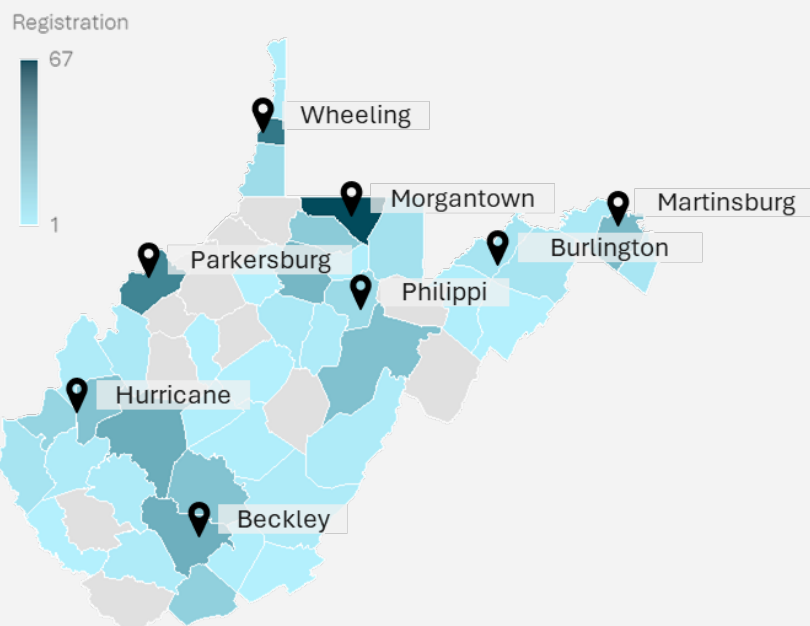 Registration
67
1
Wheeling
Morgantown
Martinsburg
Burlington
Parkersburg
Philippi
Hurricane
Beckley